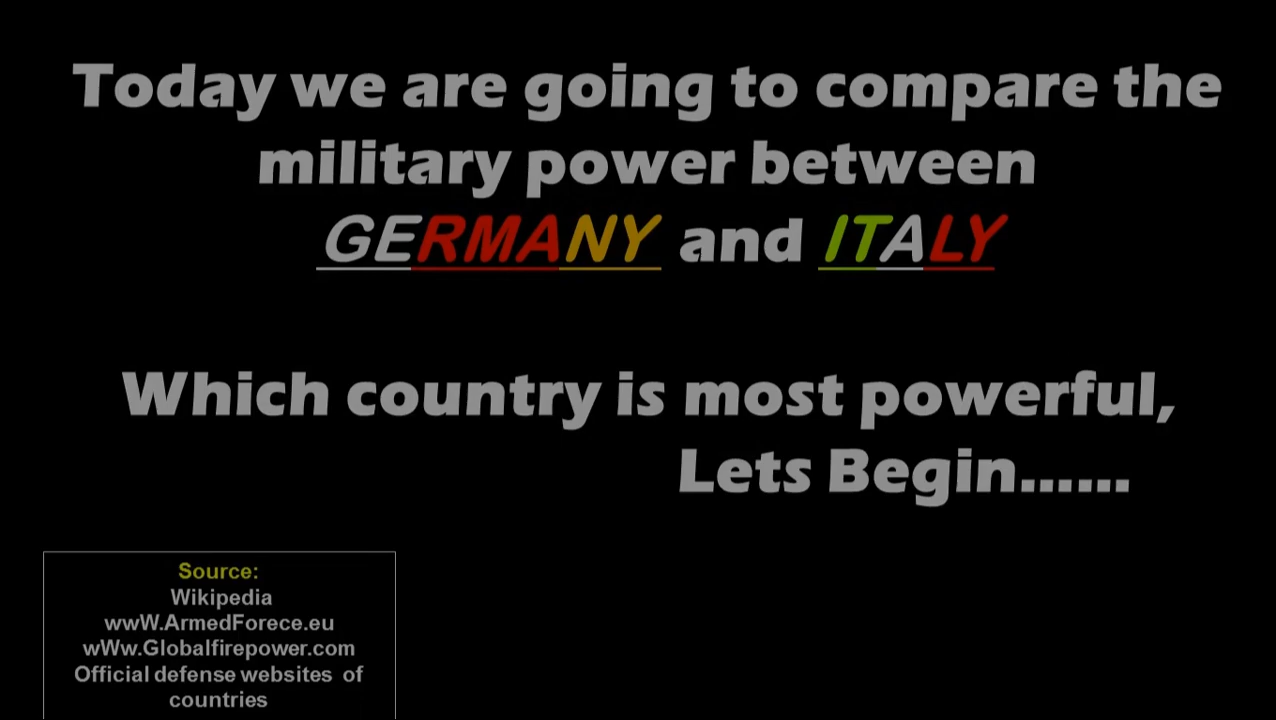 Today we are going to compare the
military power between
GERMANY and ITALY
Which country is most powerful,
Lets Begin......
Source:
Wikipedia
wwW.ArmedForece.eu
wWw.Globalfirepower.com
Official defense websites of
countries